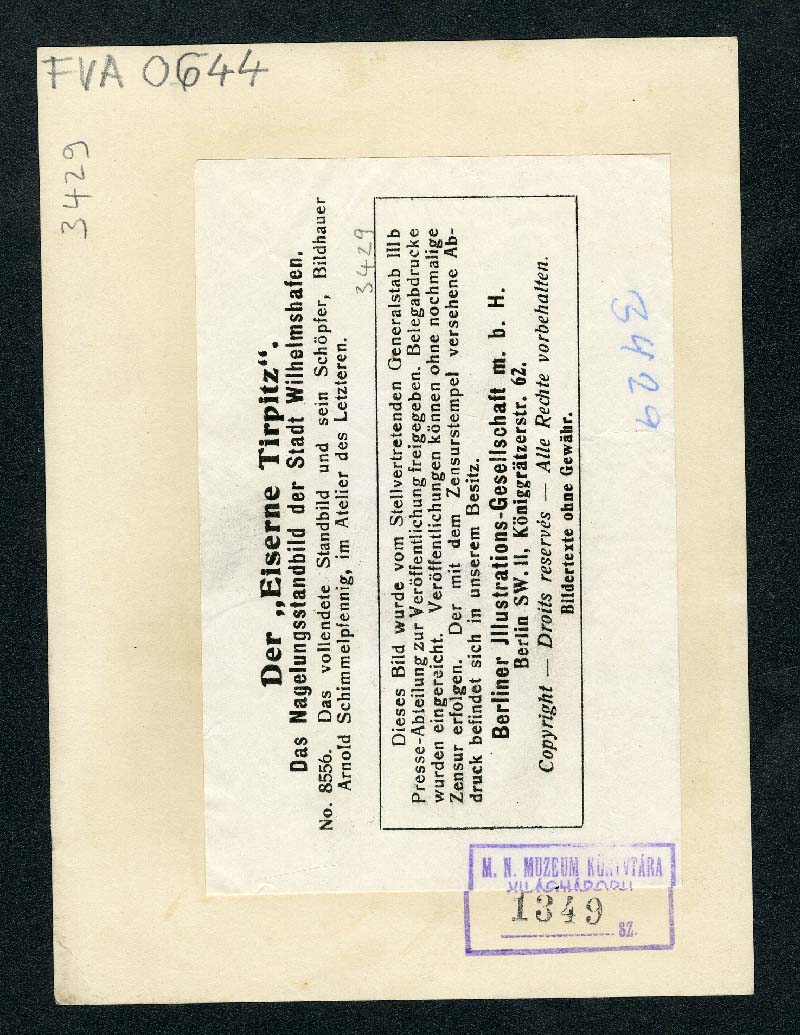 FVA 0644
3429
Der „Eiserne Tirpitz“.
Das Nagelungsstandbild der Stadt Wilhelmshafen.
No. 8556. Das vollendete Standbild und sein Schöpfer, Bildhauer
Arnold Schimmelpfennig, im Atelier des Letzteren.
3429
Dieses Bild wurde vom Stellvertretenden Generalstab IIIb
Presse-Abteilung zur Veröffentlichung freigegeben. Belegabdrucke
wurden eingereicht. Veröffentlichungen können ohne nochmalige
Zensur erfolgen. Der mit dem Zensurstempel versehene Ab-
druck befindet sich in unserem Besitz.
Berliner Jllustrations-Gesellschaft m. b. H.
Berlin SW. 11, Königgrätzerstr. 62.
Copyright — Droits reservés — Alle Rechte vorbehalten.
Bildertexte ohne Gewähr.
3429
M. N. MUZEUM KÖNYVTÁRA
VILÁGHÁBORÚ
1349
SZ.